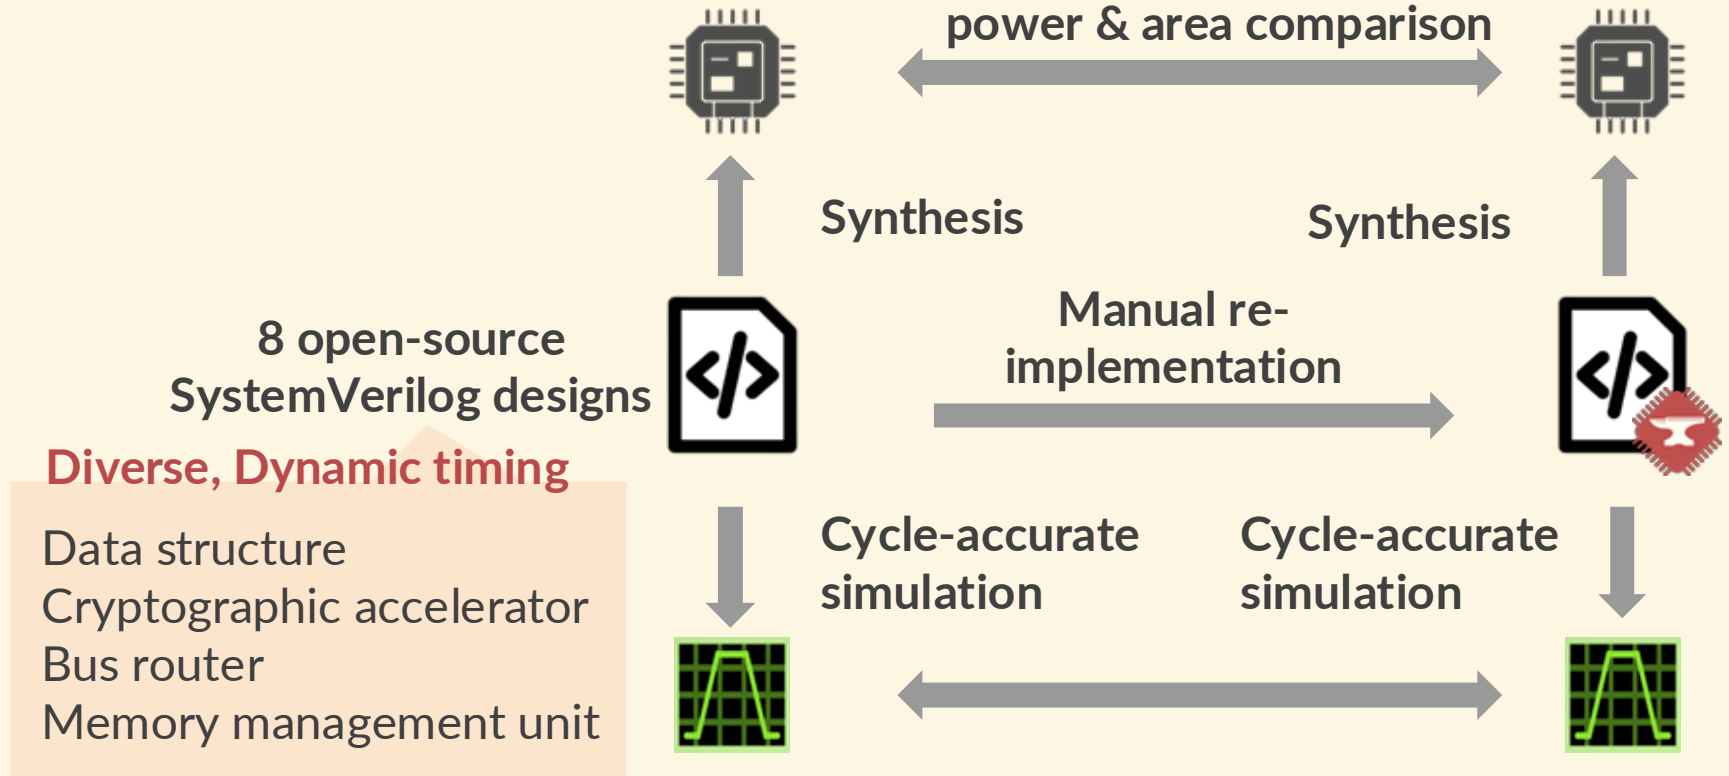 power & area comparison
Synthesis
Synthesis
Manual re-
implementation
8 open-source
SystemVerilog designs
</>
</>
Diverse, Dynamic timing
Data structure
Cryptographic accelerator
Bus router
Memory management unit
Cycle-accurate
simulation
Cycle-accurate
simulation